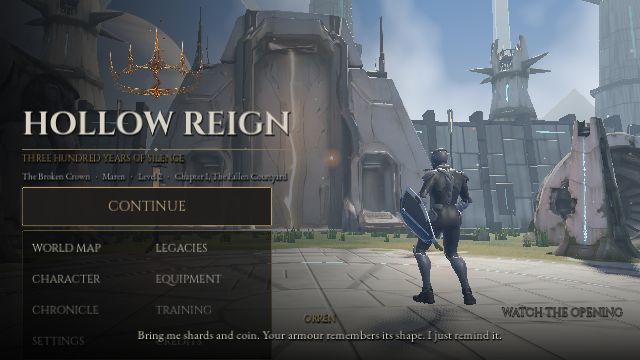 HOLLOW REIGN
THREE HUNDRED YEARS OF SILENCE
The Broken Crown · Maren · Level 2 · Chapter I, The Fallen Courtyard
CONTINUE
WORLD MAP LEGACIES
CHARACTER EQUIPMENT
CHRONICLE TRAINING
SETTINGS CREDITS
ORREN
WATCH THE OPENING
Bring me shards and coin. Your armour remembers its shape. I just remind it.